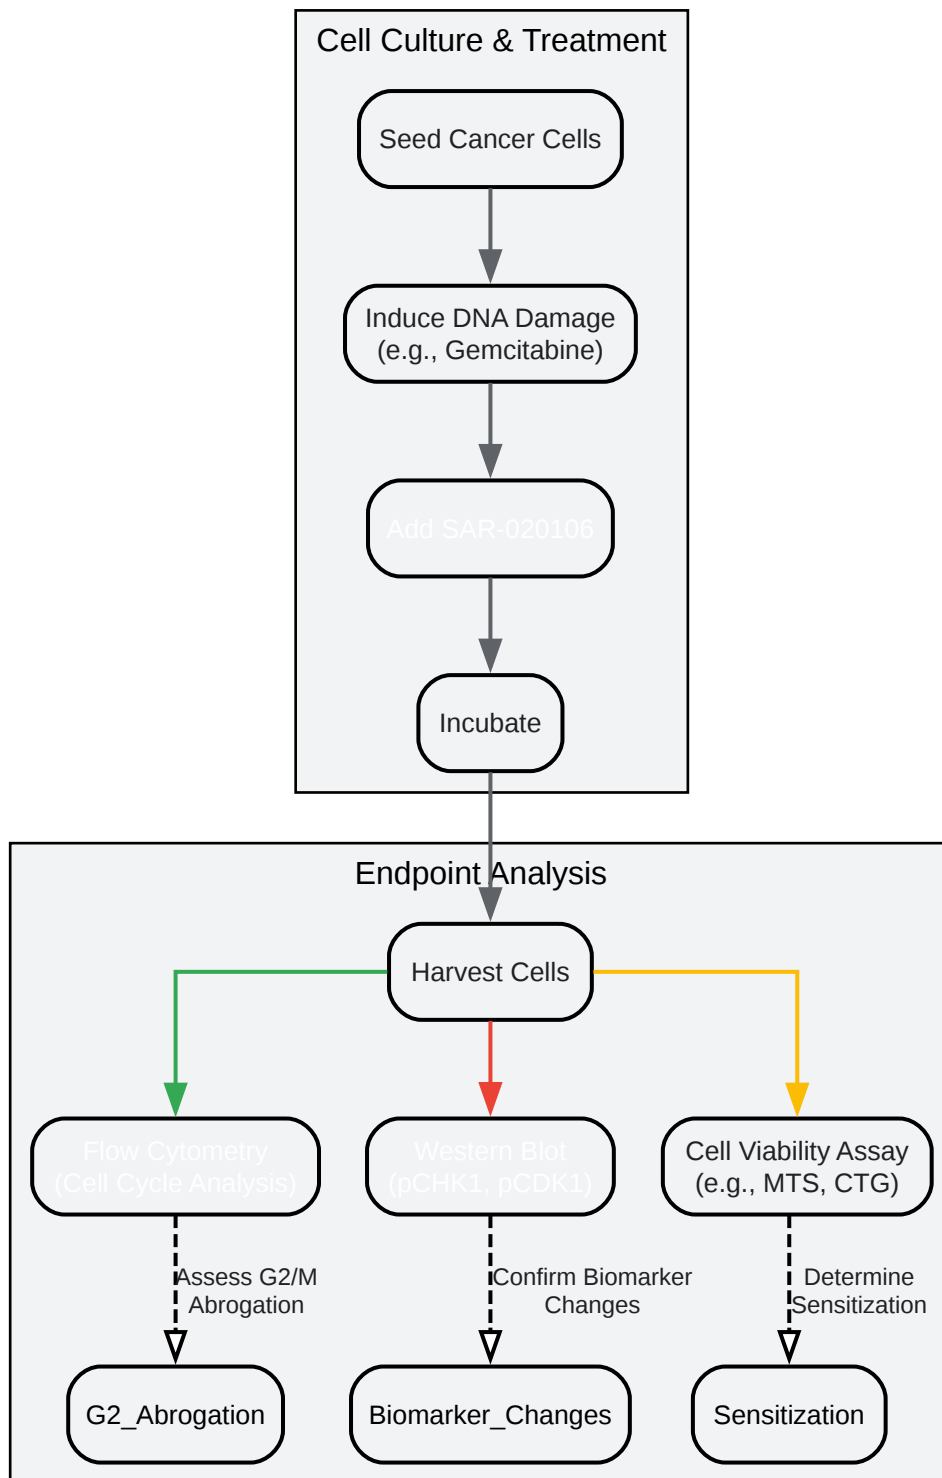 Cell Culture & Treatment
Seed Cancer Cells
Induce DNA Damage
(e.g., Gemcitabine)
Add SAR-020106
Incubate
Endpoint Analysis
Harvest Cells
Flow Cytometry
(Cell Cycle Analysis)
Western Blot
(pCHK1, pCDK1)
Cell Viability Assay
(e.g., MTS, CTG)
Assess G2/M
Abrogation
Confirm Biomarker
Changes
Determine
Sensitization
G2_Abrogation
Biomarker_Changes
Sensitization